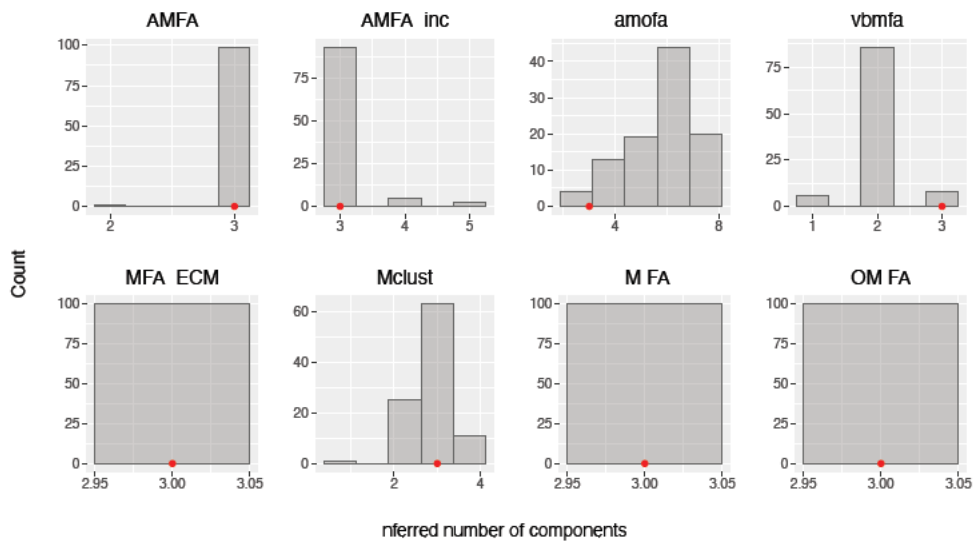 AMFA AMFA inc amofa vbmfa
100 75 50 25 0
2 3
75 50 25 0
3 4 5
40 30 20 10 0
4 8
75 50 25 0
1 2 3
Count
MFA ECM Mclust M FA OM FA
100 75 50 25 0
2.95 3.00 3.05
60 40 20 0
2 4
100 75 50 25 0
2.95 3.00 3.05
100 75 50 25 0
2.95 3.00 3.05
nferred number of components